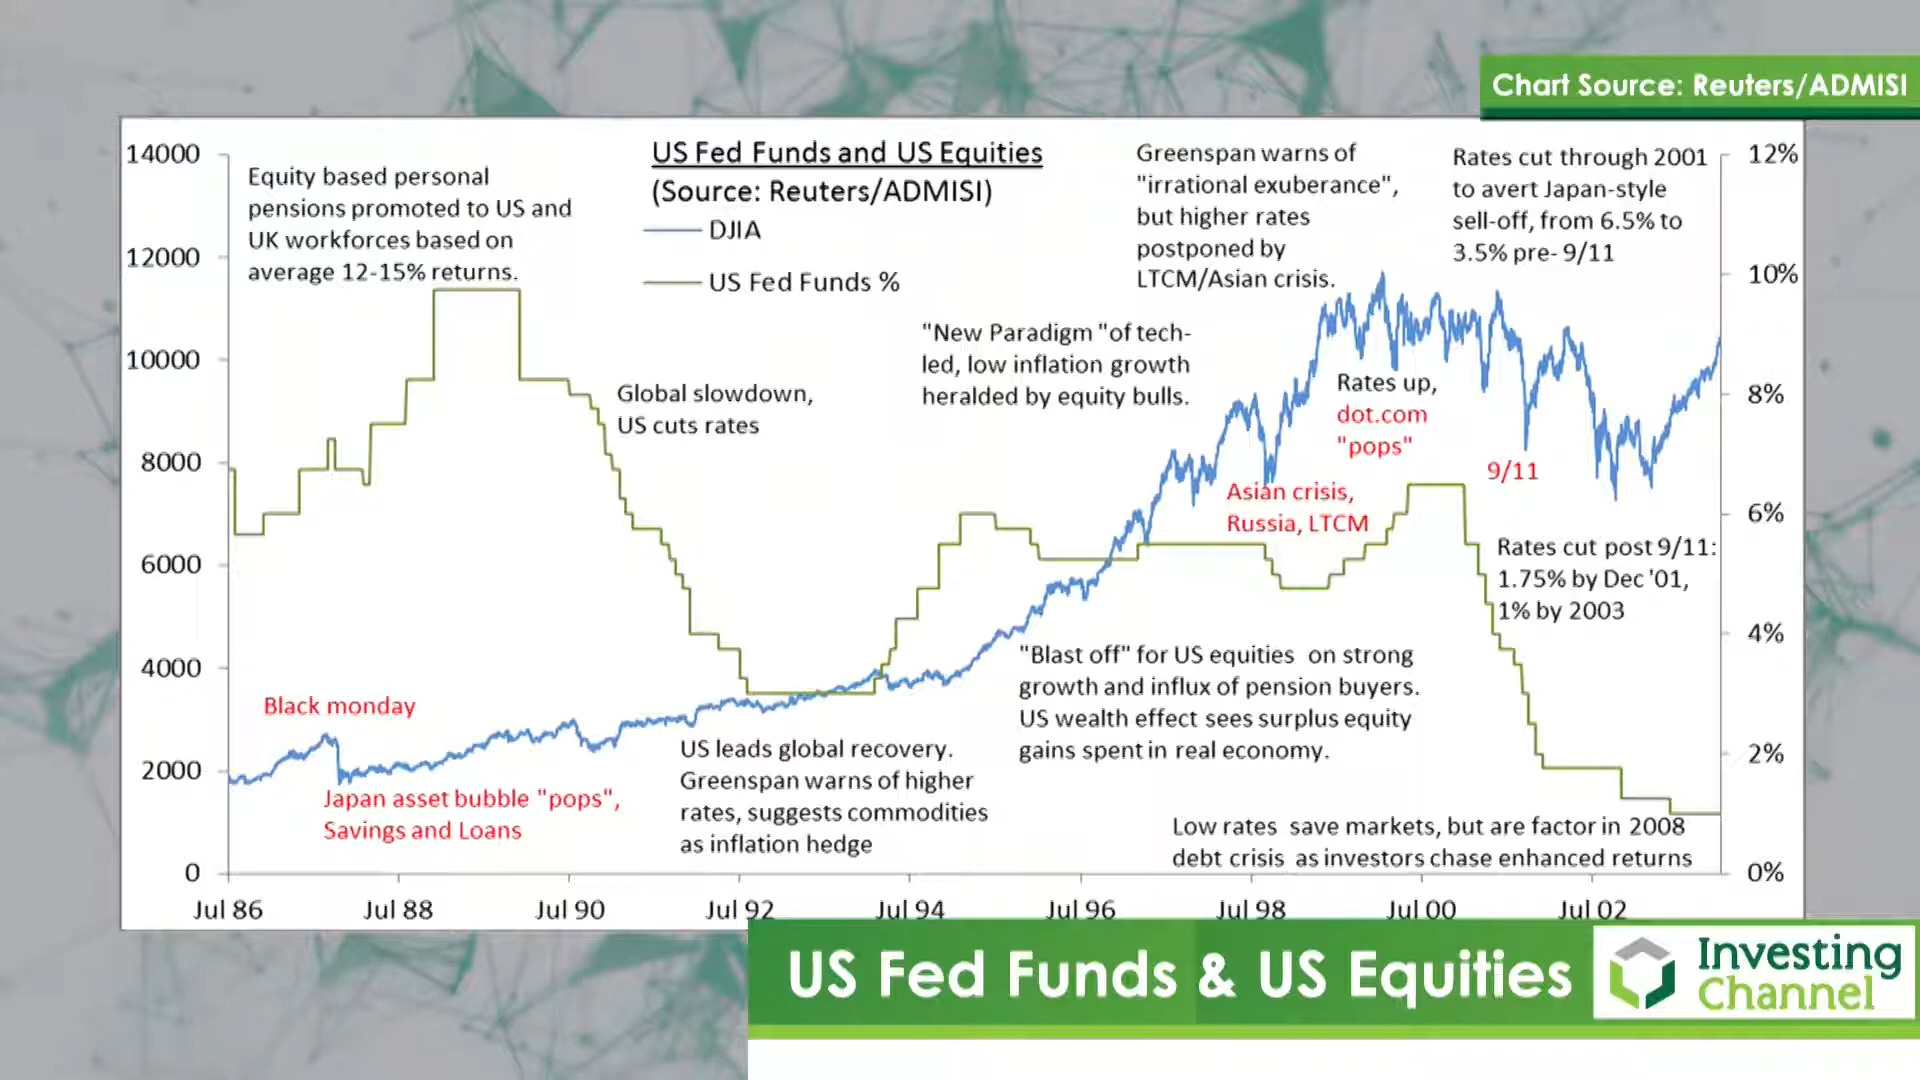 Chart Source: Reuters/ADMISI
US Fed Funds and US Equities
(Source: Reuters/ADMISI)
DJIA
US Fed Funds %
14000
12000
10000
8000
6000
4000
2000
0
12%
10%
8%
6%
4%
2%
0%
Equity based personal
pensions promoted to US and
UK workforces based on
average 12-15% returns.
Global slowdown,
US cuts rates
"New Paradigm "of tech-
led, low inflation growth
heralded by equity bulls.
Greenspan warns of
"irrational exuberance",
but higher rates
postponed by
LTCM/Asian crisis.
Rates cut through 2001
to avert Japan-style
sell-off, from 6.5% to
3.5% pre- 9/11
Rates up,
dot.com
"pops"
9/11
Asian crisis,
Russia, LTCM
Rates cut post 9/11:
1.75% by Dec '01,
1% by 2003
Black monday
Japan asset bubble "pops",
Savings and Loans
US leads global recovery.
Greenspan warns of higher
rates, suggests commodities
as inflation hedge
"Blast off" for US equities on strong
growth and influx of pension buyers.
US wealth effect sees surplus equity
gains spent in real economy.
Low rates save markets, but are factor in 2008
debt crisis as investors chase enhanced returns
Jul 86
Jul 88
Jul 90
Jul 92
Jul 94
Jul 96
Jul 98
Jul 00
Jul 02
US Fed Funds & US Equities
Investing
Channel